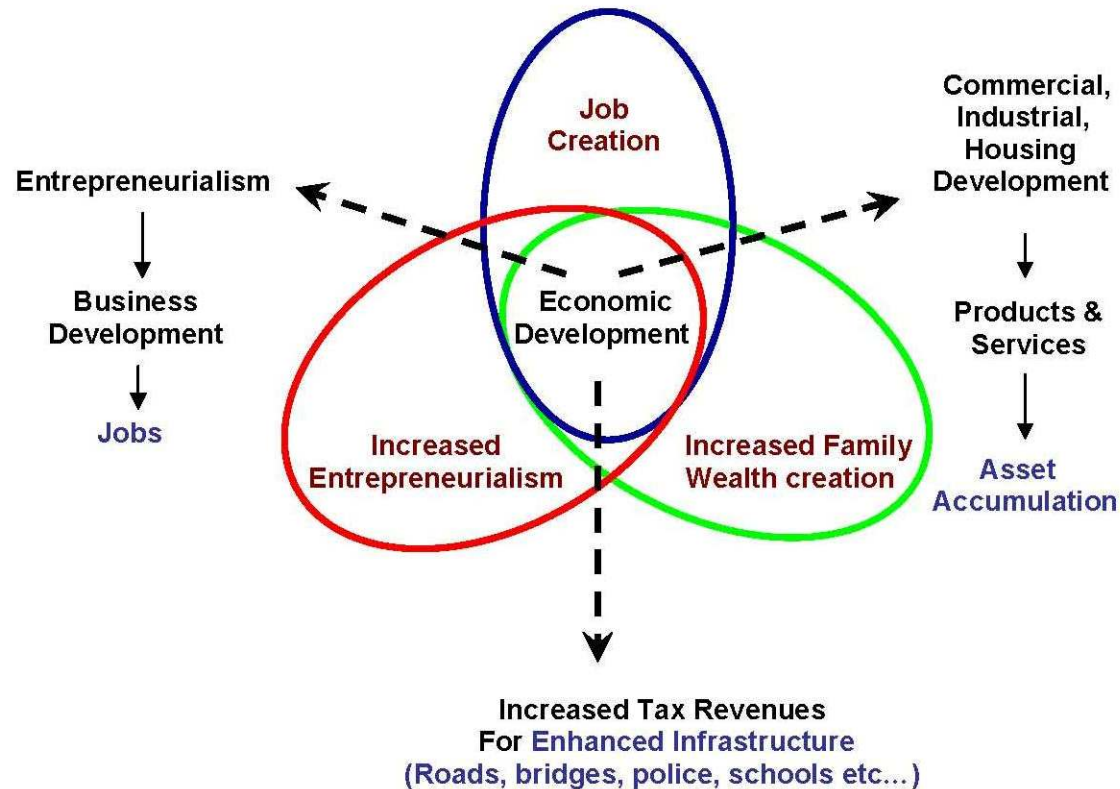 Job
Creation
Commercial,
Industrial,
Housing
Development
Entrepreneurialism
Business
Development
Jobs
Economic
Development
Products &
Services
Increased
Entrepreneurialism
Increased Family
Wealth creation
Asset
Accumulation
Increased Tax Revenues
For Enhanced Infrastructure
(Roads, bridges, police, schools etc…)